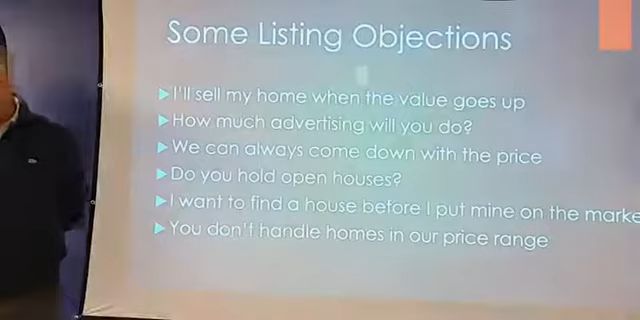 Some Listing Objections
I'll sell my home when the value goes up
How much advertising will you do?
We can always come down with the price
Do you hold open houses?
I want to find a house before I put mine on the marke
You don't handle homes in our price range